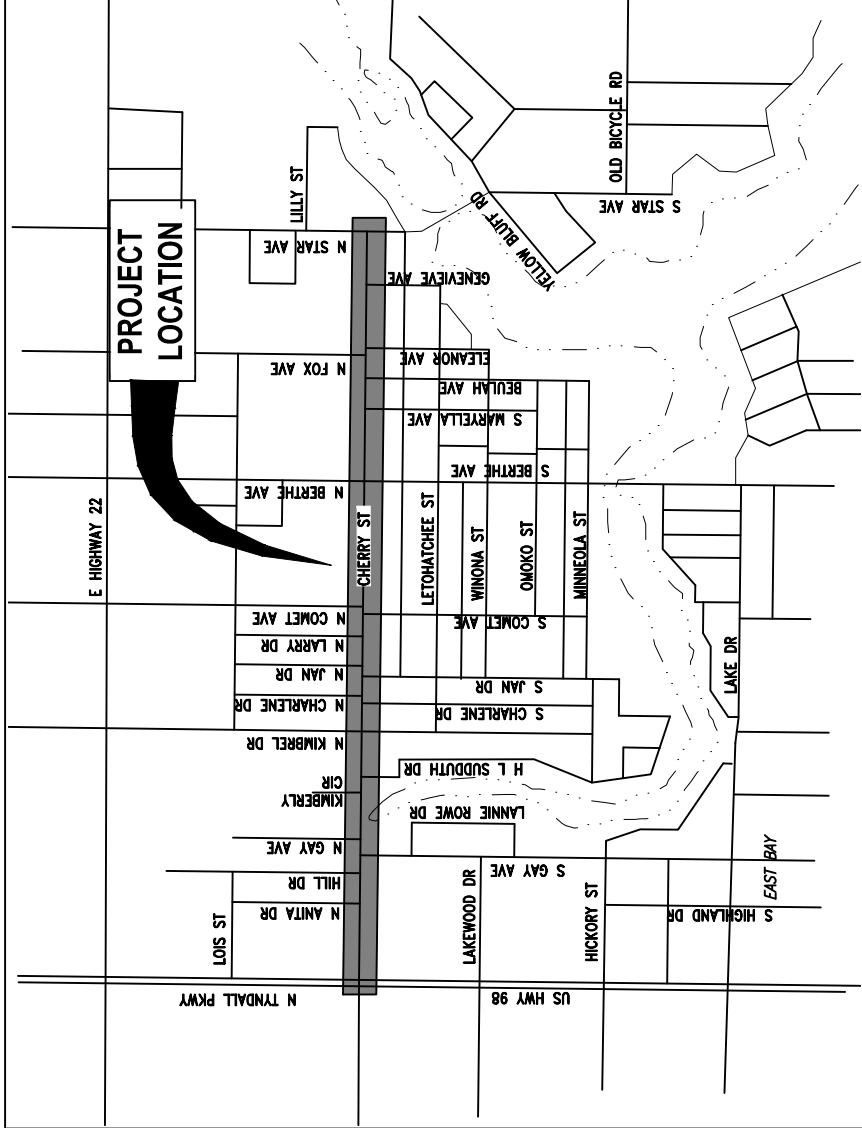 PROJECT
LOCATION
E HIGHWAY 22
LILLY ST
N STAR AVE
GENEVIEVE AVE
YELLOW BLUFF RD
OLD BICYCLE RD
S STAR AVE
N FOX AVE
ELEANOR AVE
BEULAH AVE
S MARYELLA AVE
S BERTHE AVE
N BERTHE AVE
CHERRY ST
LETOHATCHEE ST
WINONA ST
OMOKO ST
MINNEOLA ST
N COMET AVE
S COMET AVE
N LARRY DR
N JAN DR
S JAN DR
N CHARLENE DR
S CHARLENE DR
LAKE DR
N KIMBREL DR
H L SUDDUTH DR
KIMBERLY
CIR
LANNIE ROWE DR
N GAY AVE
S GAY AVE
HILL DR
N ANITA DR
LOIS ST
LAKEWOOD DR
HICKORY ST
EAST BAY
S HIGHLAND DR
N TYNDALL PKWY
US HWY 98